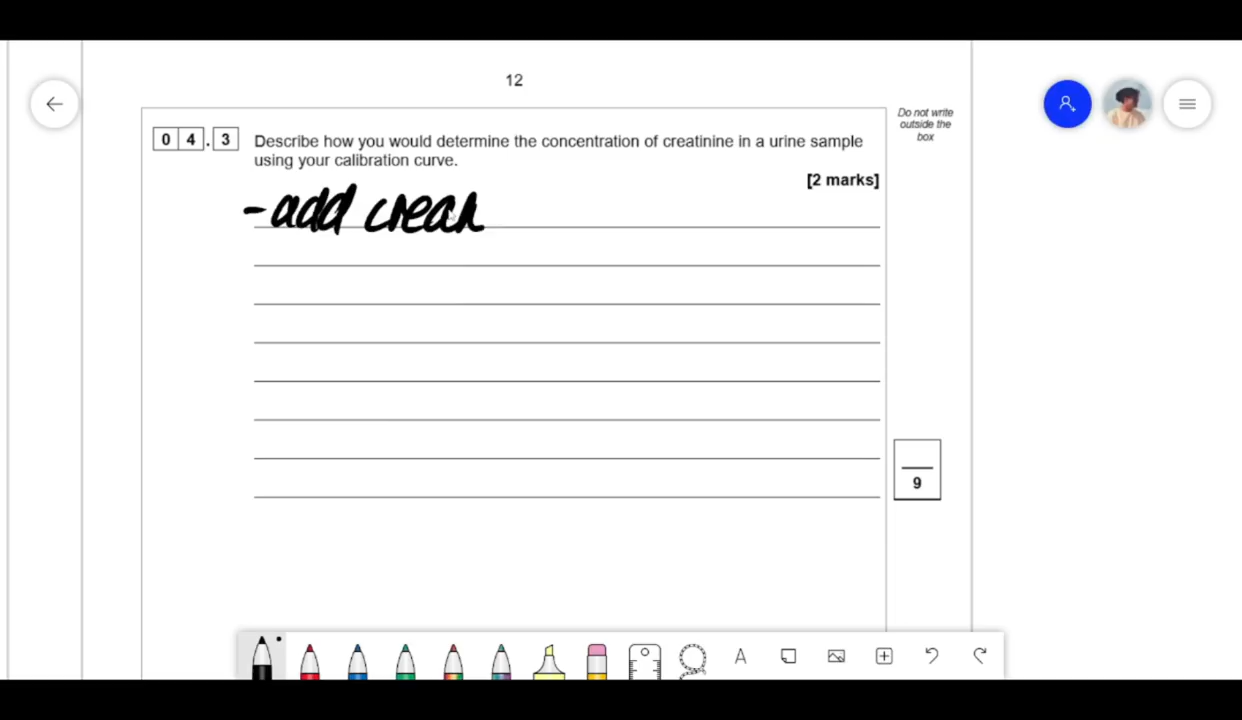 12
Do not write
outside the
box
0 4 . 3 Describe how you would determine the concentration of creatinine in a urine sample
using your calibration curve.
[2 marks]
- add crea
9
A